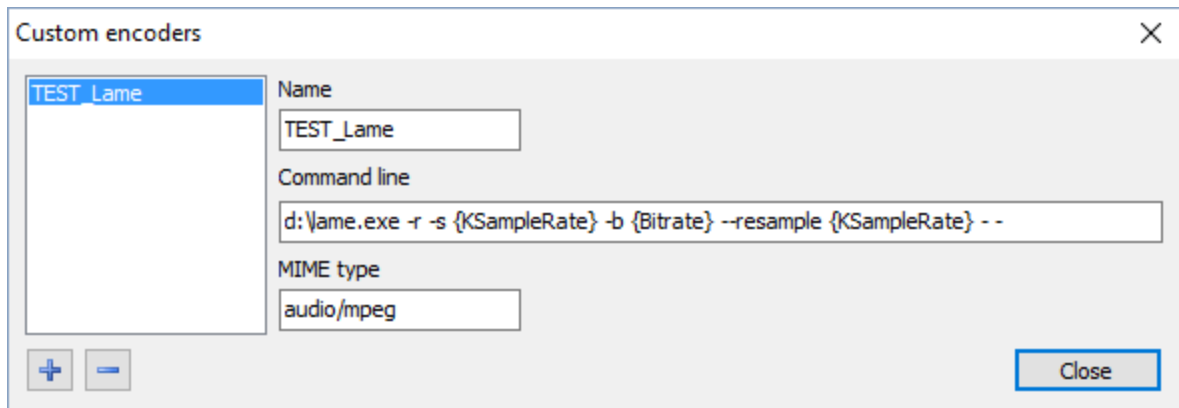 Custom encoders
TEST_Lame
Name
TEST_Lame
Command line
d:\lame.exe -r -s {KSampleRate} -b {Bitrate} --resample {KSampleRate} - -
MIME type
audio/mpeg
Close